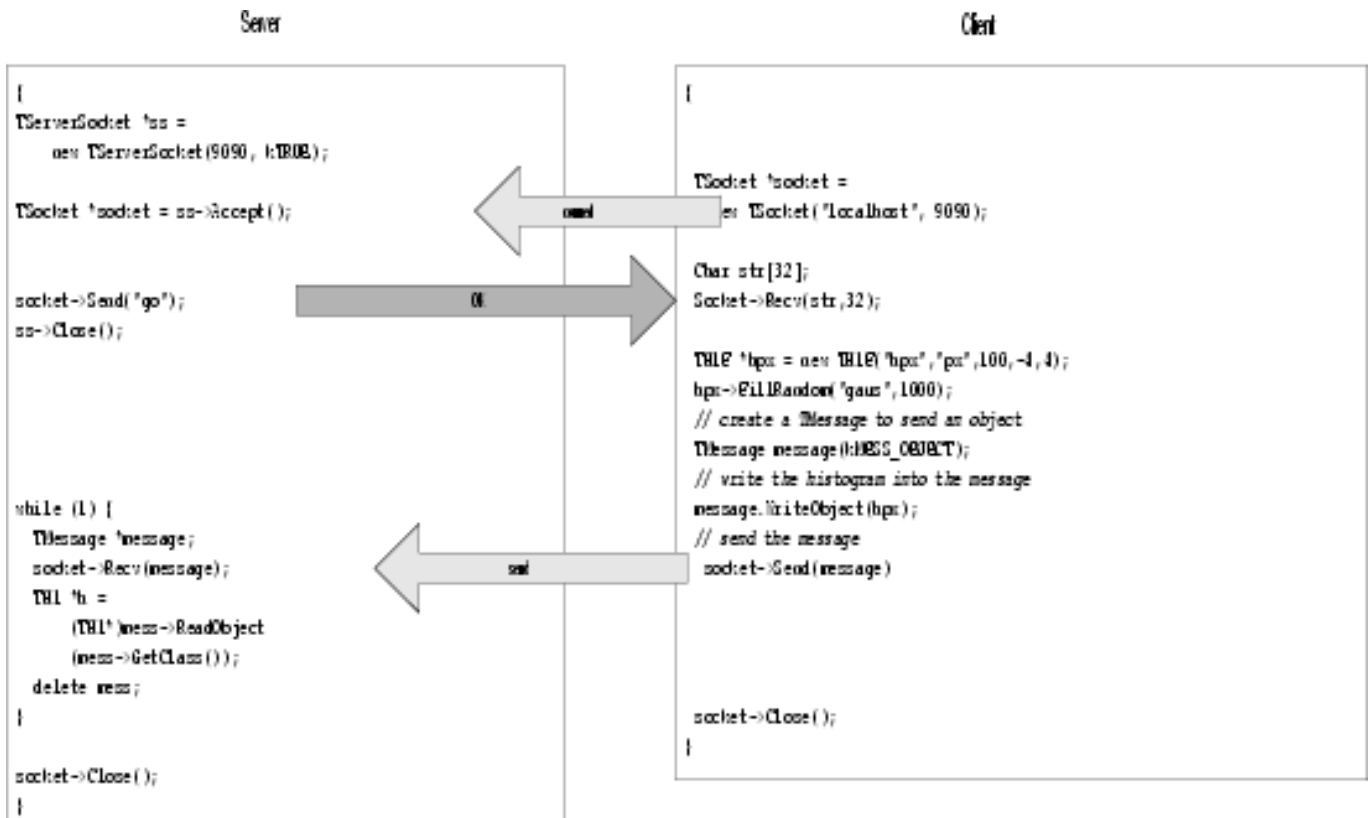 Server
{
TServerSocket *ss =
new TServerSocket(9090, kTRUE);
TSocket *socket = ss->Accept();
socket->Send("go");
ss->Close();
while (1) {
TMessage *message;
socket->Recv(message);
TH1 *h =
(TH1*)mess->ReadObject
(mess->GetClass());
delete mess;
}
socket->Close();
}
connect
OK
send
Client
{
TSocket *socket =
TSocket("localhost", 9090);
Char str[32];
Socket->Recv(str,32);
TH1F *hpx = new TH1F("hpx","px",100,-4,4);
hpx->FillRandom("gaus",1000);
// create a TMessage to send an object
TMessage message(kMESS_OBJECT);
// write the histogram into the message
message.WriteObject(hpx);
// send the message
socket->Send(message)
socket->Close();
}